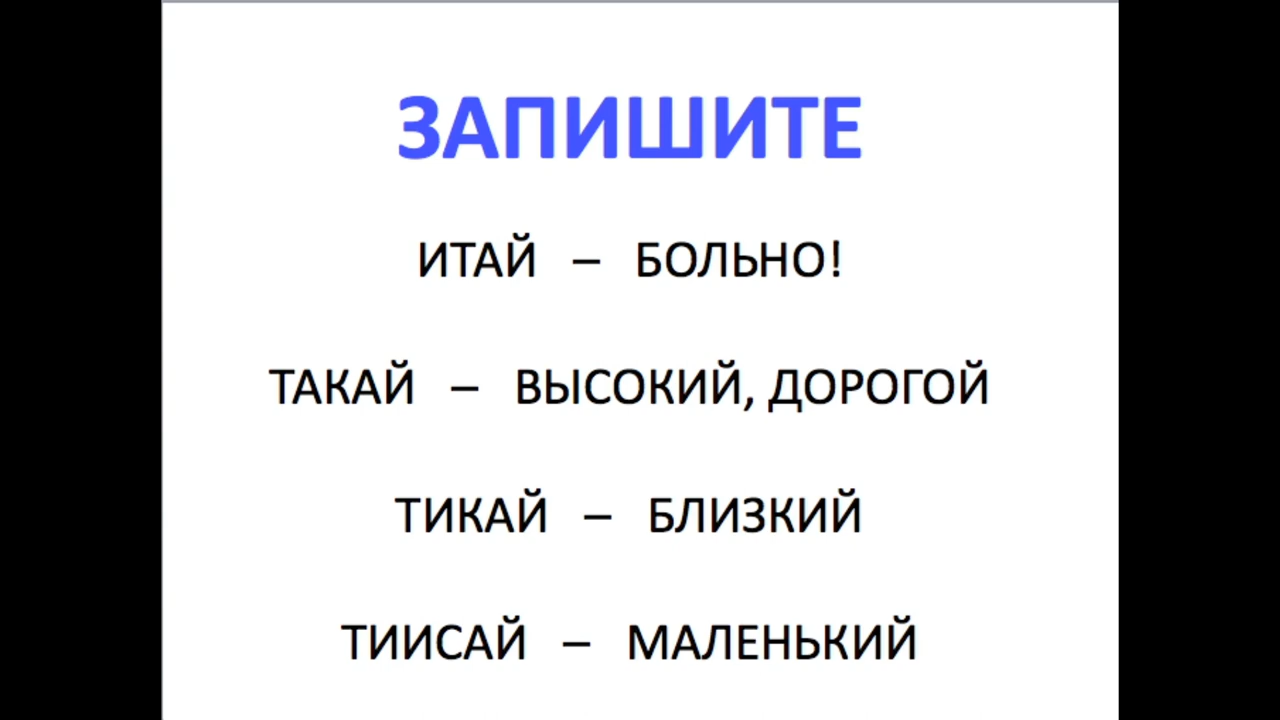 ЗАПИШИТЕ
ИТАЙ – БОЛЬНО!
ТАКАЙ – ВЫСОКИЙ, ДОРОГОЙ
ТИКАЙ – БЛИЗКИЙ
ТИИСАЙ – МАЛЕНЬКИЙ